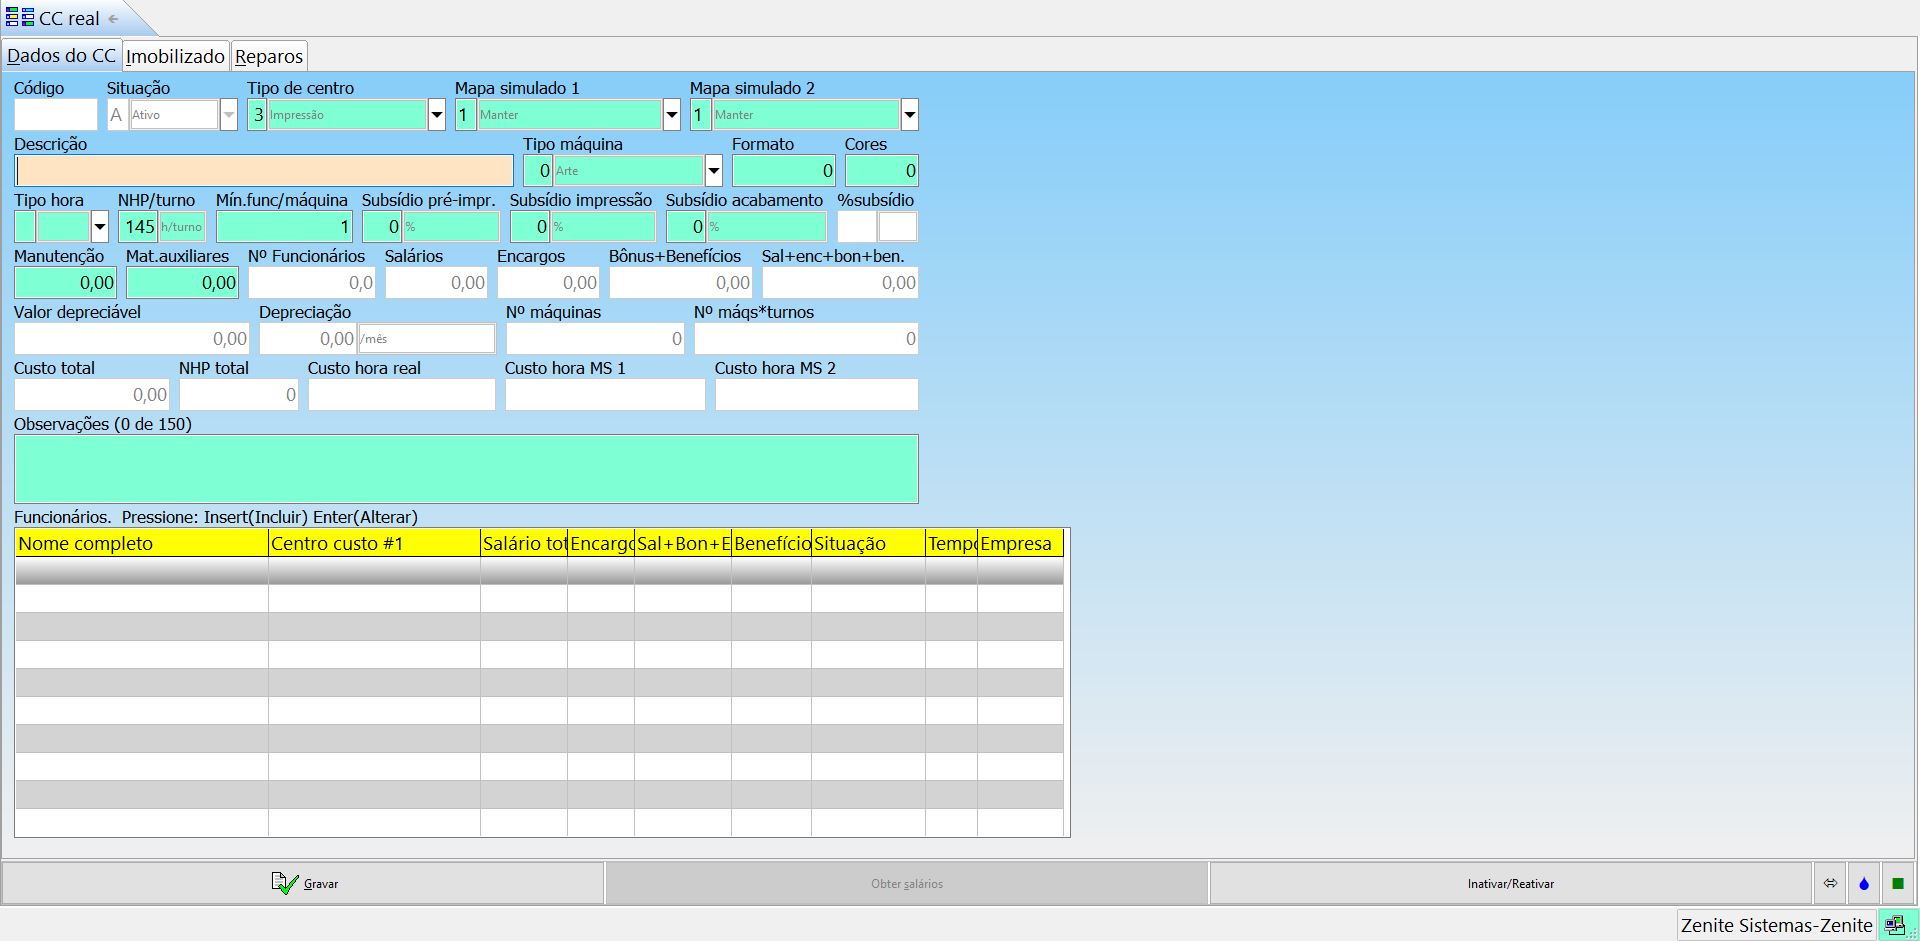 CC real
Dados do CC Imobilizado Reparos
Código Situação Tipo de centro Mapa simulado 1 Mapa simulado 2
A Ativo 3 Impressão 1 Manter 1 Manter
Descrição Tipo máquina Formato Cores
0 Arte 0 0
Tipo hora NHP/turno Mín.func/máquina Subsídio pré-impr. Subsídio impressão Subsídio acabamento %subsídio
145 h/turno 1 0 % 0 % 0 %
Manutenção Mat.auxiliares Nº Funcionários Salários Encargos Bônus+Benefícios Sal+enc+bon+ben.
0,00 0,00 0,0 0,00 0,00 0,00 0,00
Valor depreciável Depreciação Nº máquinas Nº máqs*turnos
0,00 0,00 /mês 0 0
Custo total NHP total Custo hora real Custo hora MS 1 Custo hora MS 2
0,00 0
Observações (0 de 150)
Funcionários. Pressione: Insert(Incluir) Enter(Alterar)
Nome completo Centro custo #1 Salário tot Encargo Sal+Bon+E Benefício Situação Tempo Empresa
Gravar Obter salários Inativar/Reativar
Zenite Sistemas-Zenite